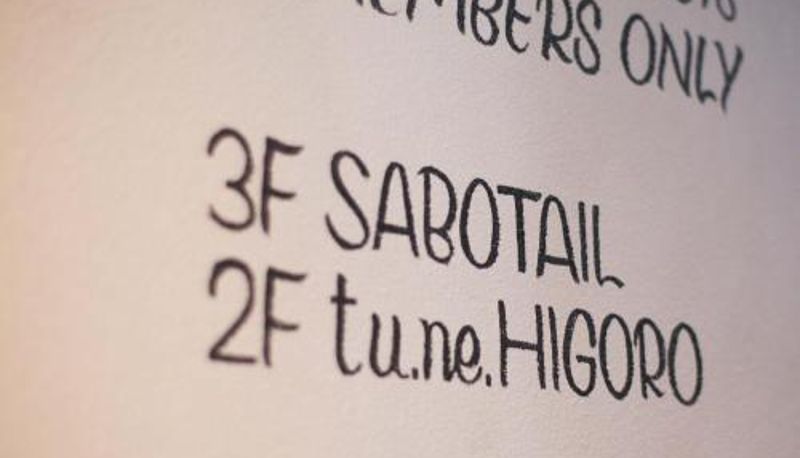 MEMBERS ONLY
3F SABOTAIL
2F tu.ne.HIGORO